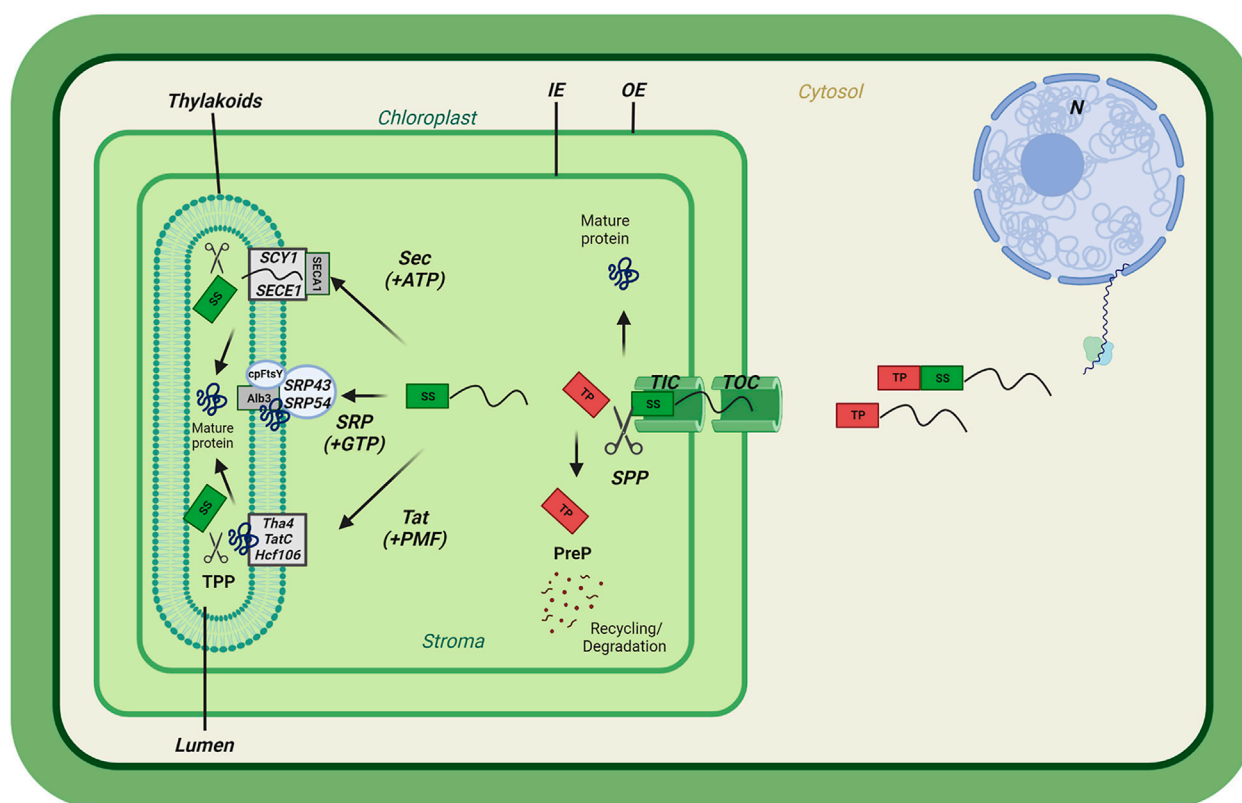 Thylakoids
Chloroplast
IE
OE
Cytosol
N
SCY1
SECE1
SECA1
SS
Sec
(+ATP)
Mature
protein
cpFtsY
Alb3
SRP43
SRP54
SRP
(+GTP)
SS
Mature
protein
TP
SS
TIC
TOC
SPP
TP
SS
TP
SS
Tha4
TatC
Hcf106
TPP
Tat
(+PMF)
TP
PreP
Recycling/
Degradation
Stroma
Lumen